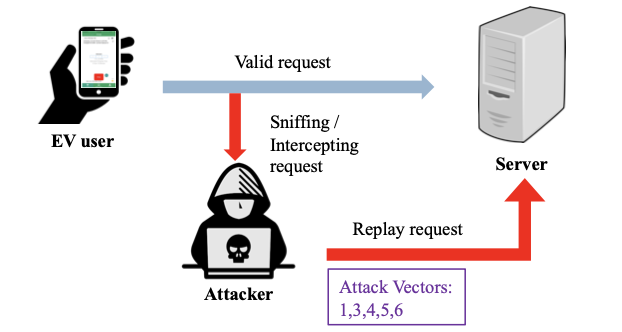 Valid request
EV user
Sniffing /
Intercepting
request
Server
Attacker
Replay request
Attack Vectors:
1,3,4,5,6